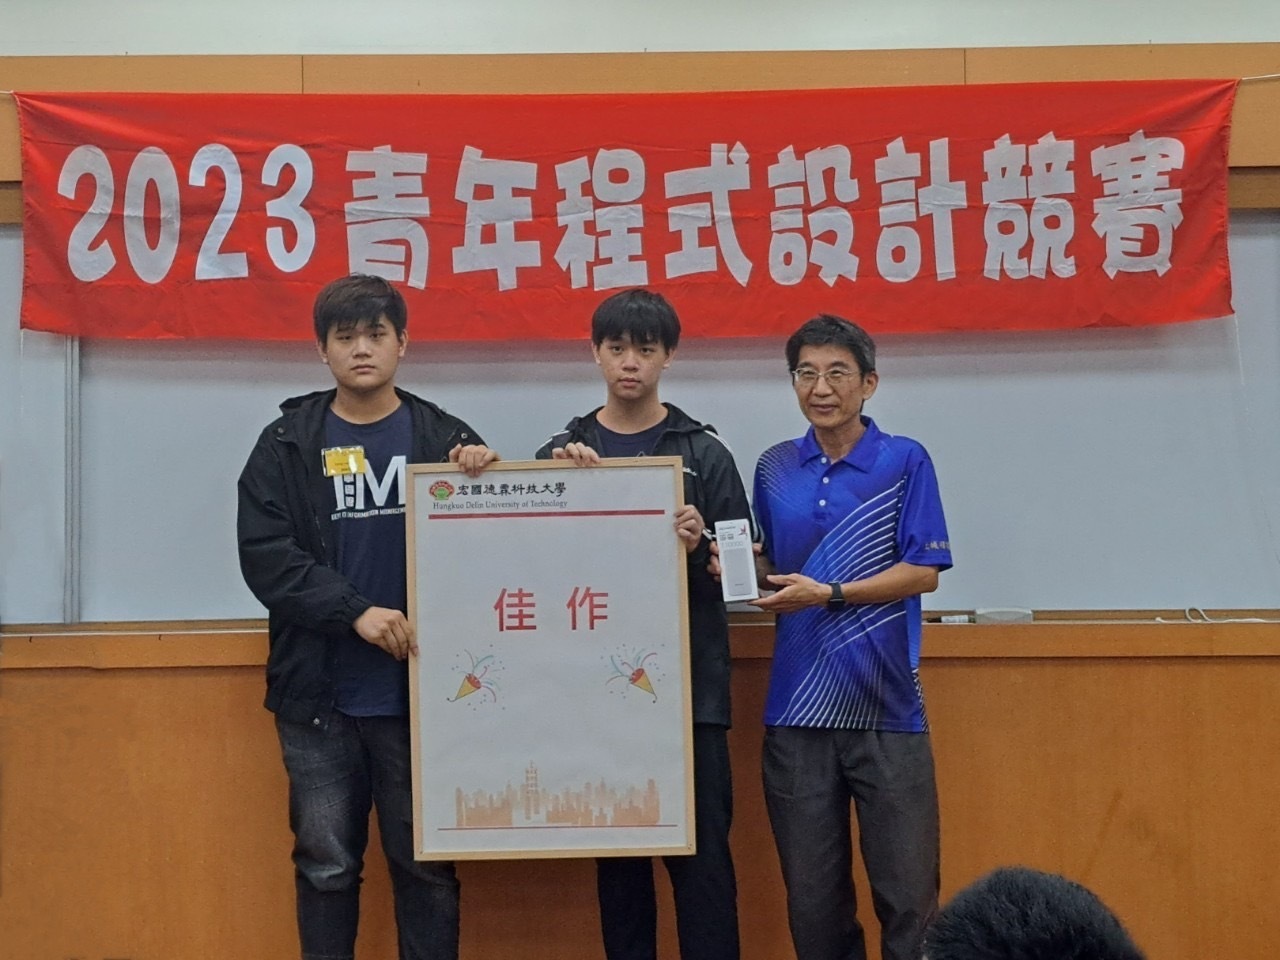 2023青年程式設計競賽
宏國德霖科技大學
Hungkuo Delin University of Technology
佳作